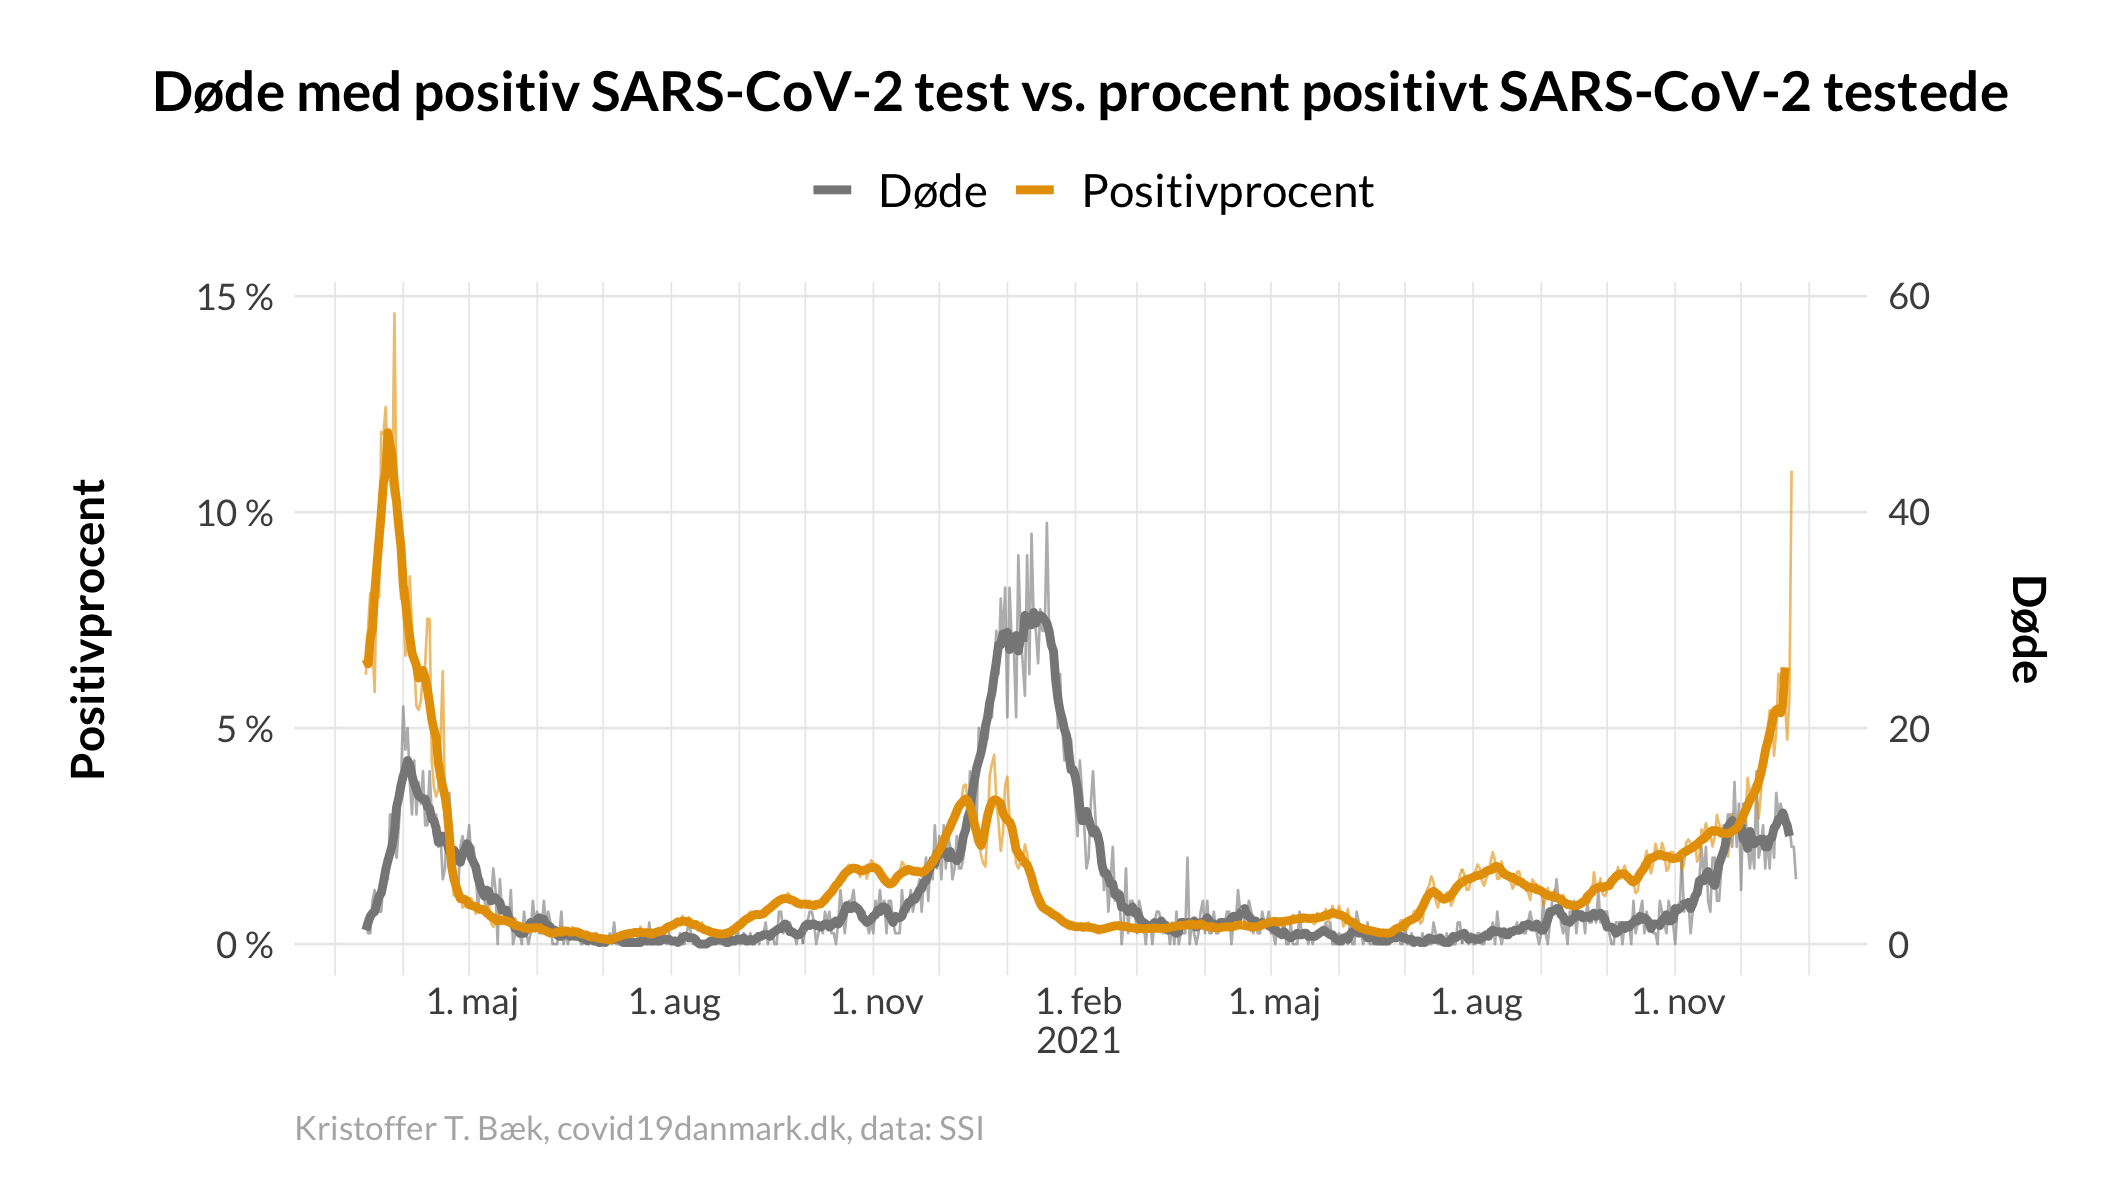 Døde med positiv SARS-CoV-2 test vs. procent positivt SARS-CoV-2 testede
Døde Positivprocent
15 %
10 %
5 %
0 %
Positivprocent
60
40
20
0
Døde
1. maj 1. aug 1. nov 1. feb 1. maj 1. aug 1. nov
2021
Kristoffer T. Bæk, covid19danmark.dk, data: SSI